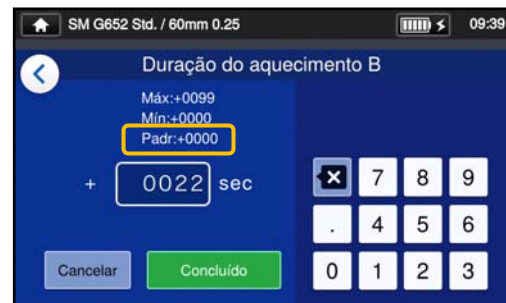 SM G652 Std. / 60mm 0.25 09:39
Duração do aquecimento B
Máx:+0099
Mín:+0000
Padr:+0000
+ 0022 sec
7 8 9
. 4 5 6
0 1 2 3
Cancelar Concluído